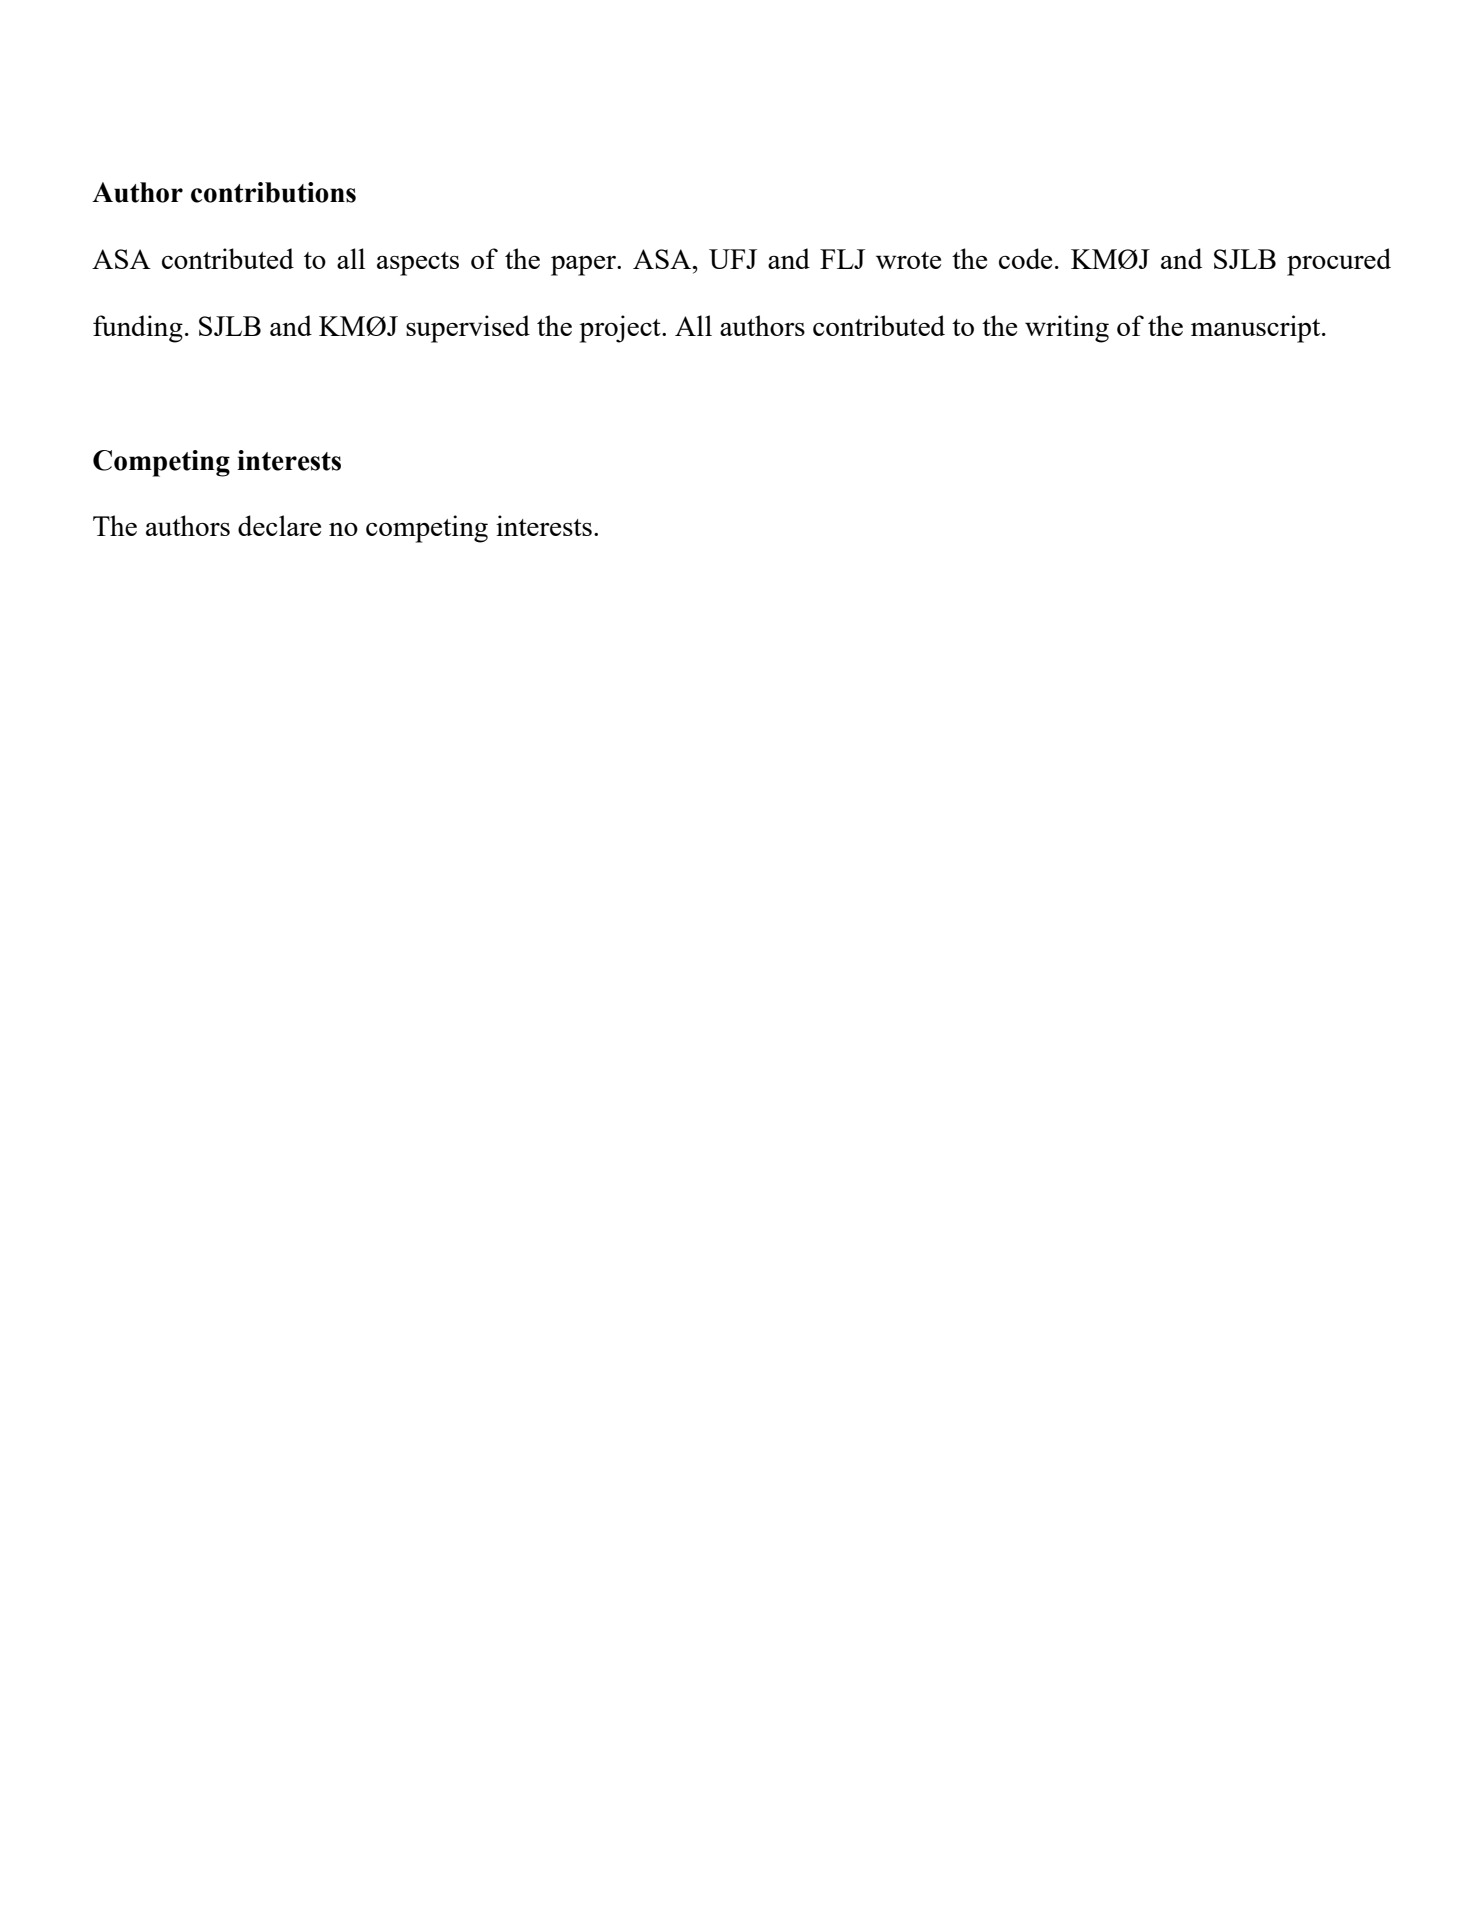 Author contributions
ASA contributed to all aspects of the paper. ASA, UFJ and FLJ wrote the code. KMØJ and SJLB procured
funding. SJLB and KMØJ supervised the project. All authors contributed to the writing of the manuscript.
Competing interests
The authors declare no competing interests.